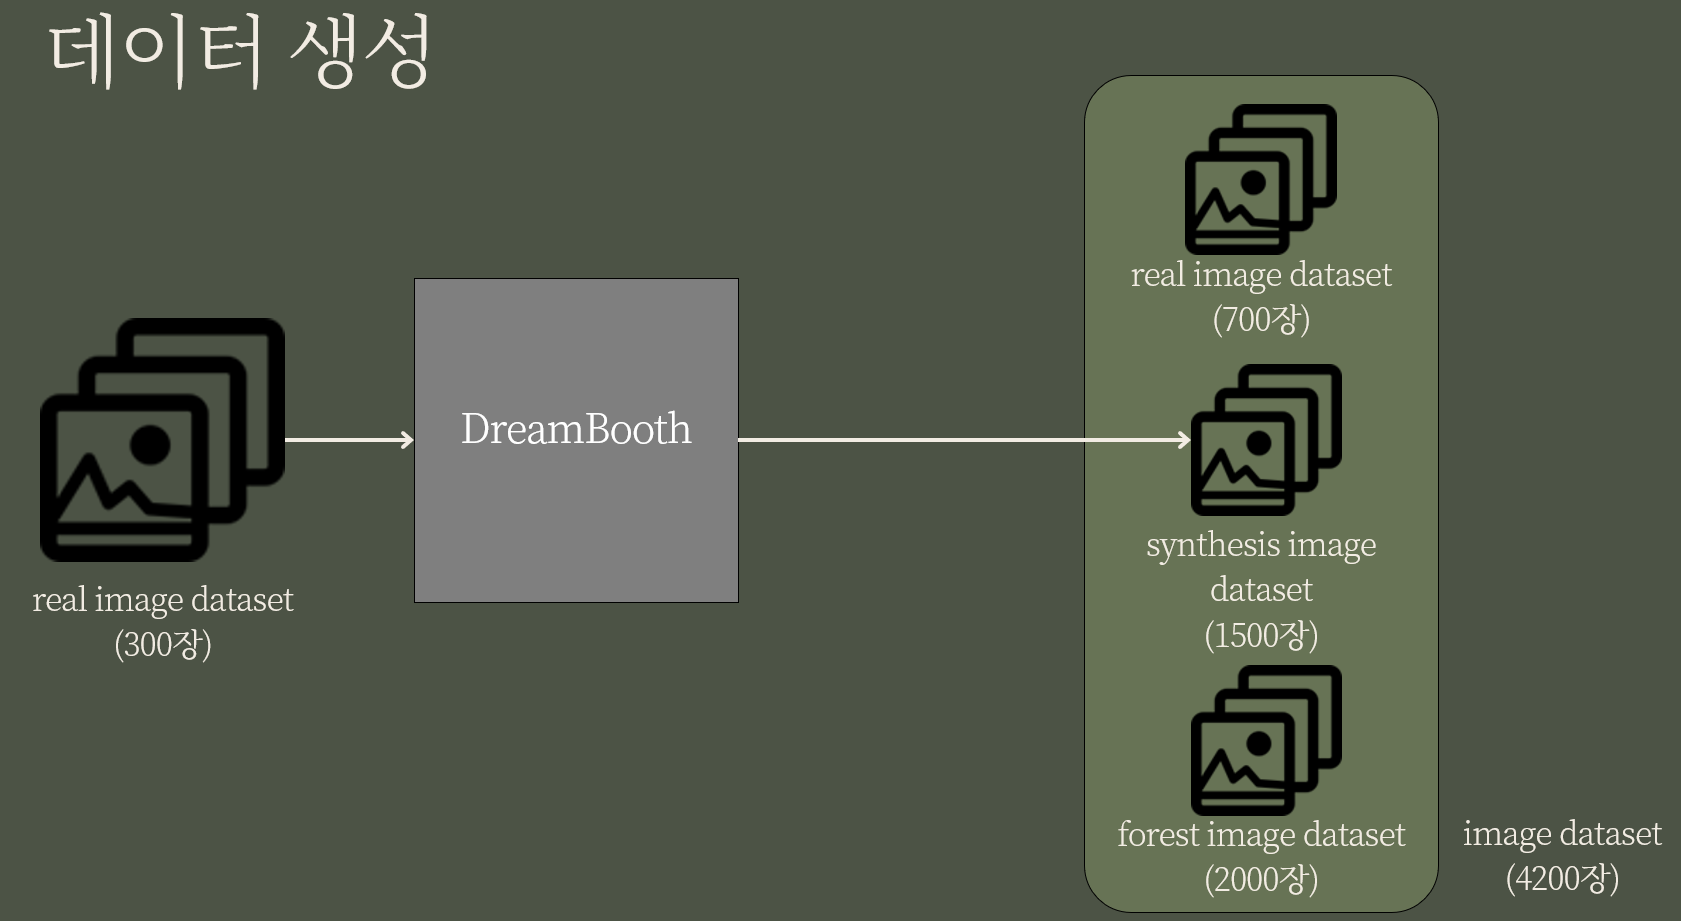 데이터 생성
real image dataset
(300장)
DreamBooth
real image dataset
(700장)
synthesis image
dataset
(1500장)
forest image dataset
(2000장)
image dataset
(4200장)